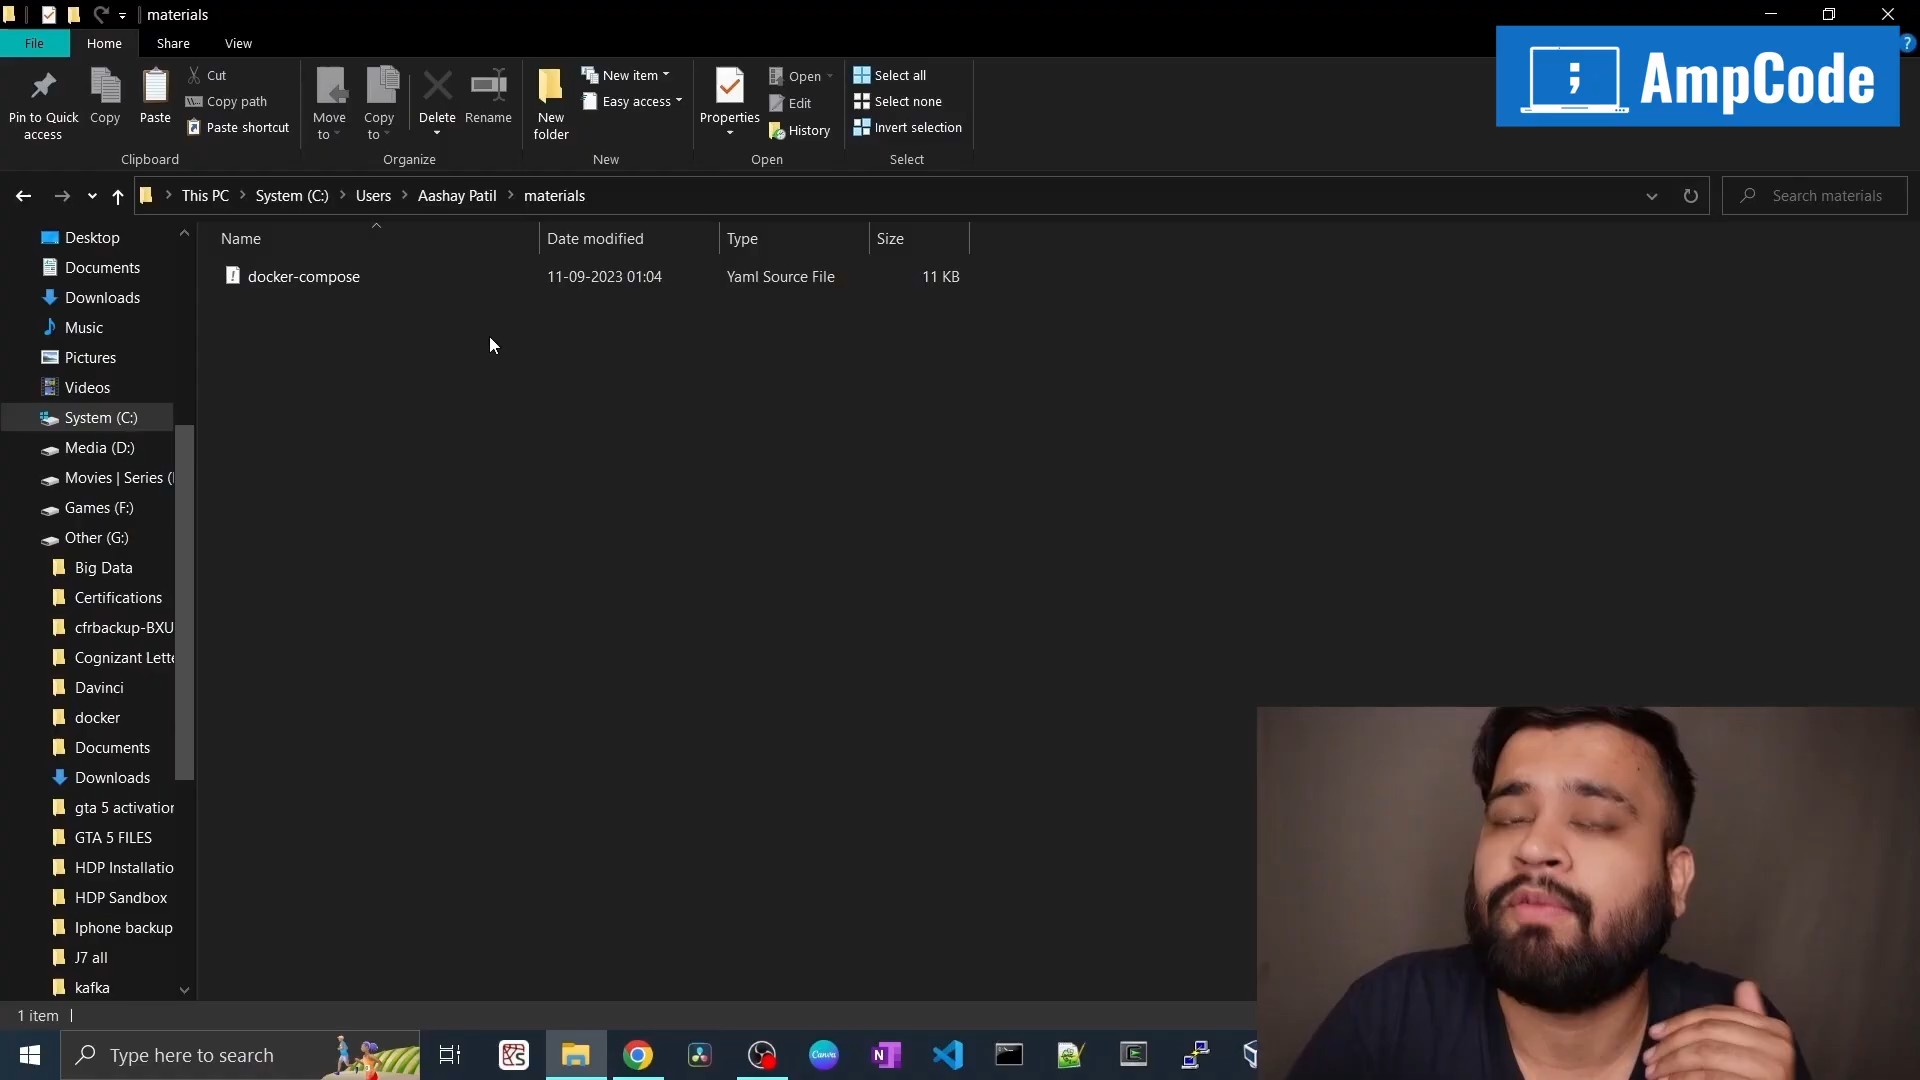 materials
File Home Share View
?
; AmpCode
Pin to Quick access
Copy
Paste
Cut
Copy path
Paste shortcut
Clipboard
Move to
Copy to
Delete
Rename
Organize
New folder
New item
Easy access
New
Properties
Open
Edit
History
Open
Select all
Select none
Invert selection
Select
This PC System (C:) Users Aashay Patil materials
Search materials
Name Date modified Type Size
docker-compose 11-09-2023 01:04 Yaml Source File 11 KB
Desktop
Documents
Downloads
Music
Pictures
Videos
System (C:)
Media (D:)
Movies | Series (
Games (F:)
Other (G:)
Big Data
Certifications
cfrbackup-BXU
Cognizant Lette
Davinci
docker
Documents
Downloads
gta 5 activation
GTA 5 FILES
HDP Installatio
HDP Sandbox
Iphone backup
J7 all
kafka
1 item
Type here to search
Canva
N